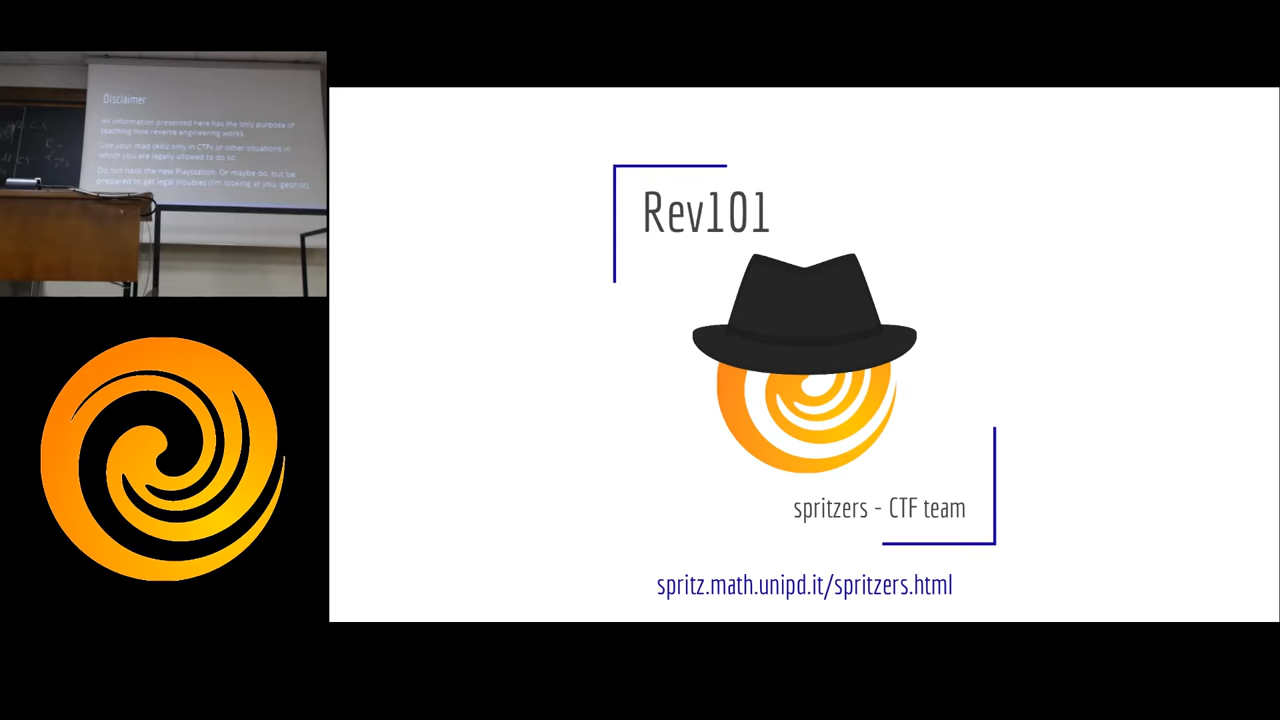 Disclaimer
All information presented here has the only purpose of
teaching how reverse engineering works.
Use your mad skills only in CTFs or other situations in
which you are legally allowed to do so.
Do not hack the new Playstation. Or maybe do, but be
prepared to get legal troubles (I'm looking at you, geohot).
Rev101
spritzers - CTF team
spritz.math.unipd.it/spritzers.html